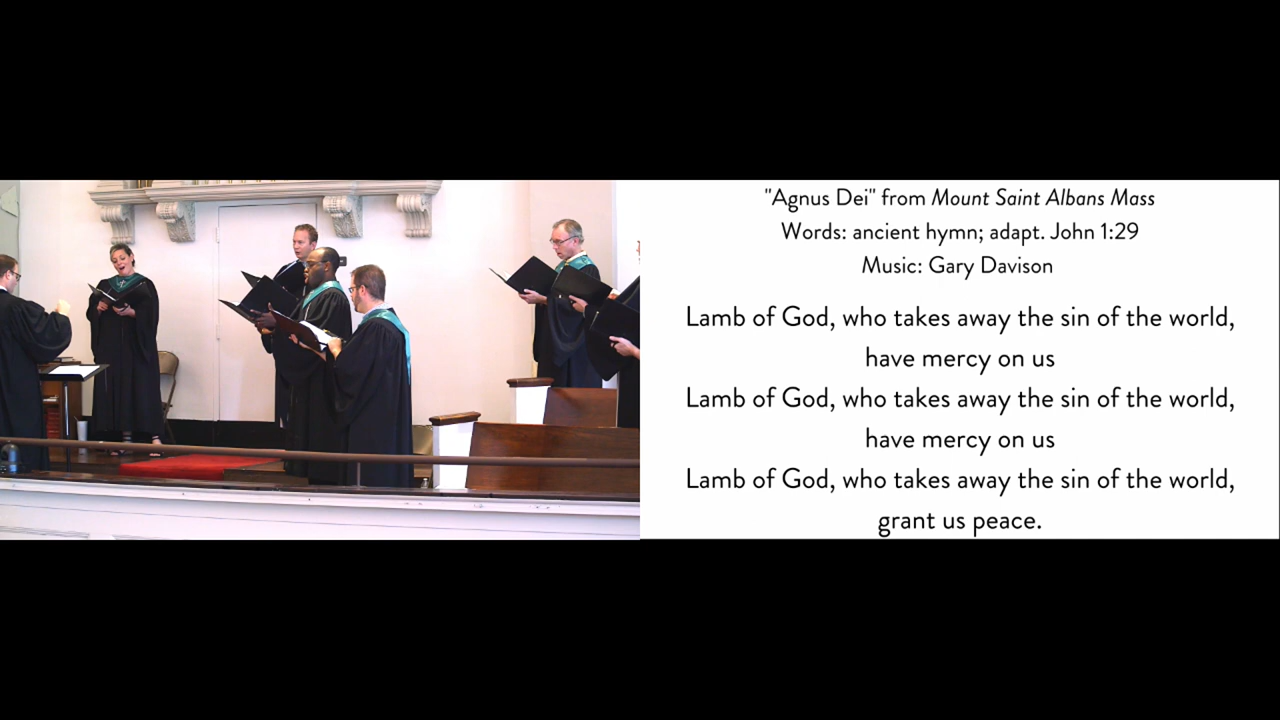 "Agnus Dei" from Mount Saint Albans Mass
Words: ancient hymn; adapt. John 1:29
Music: Gary Davison
Lamb of God, who takes away the sin of the world,
have mercy on us
Lamb of God, who takes away the sin of the world,
have mercy on us
Lamb of God, who takes away the sin of the world,
grant us peace.